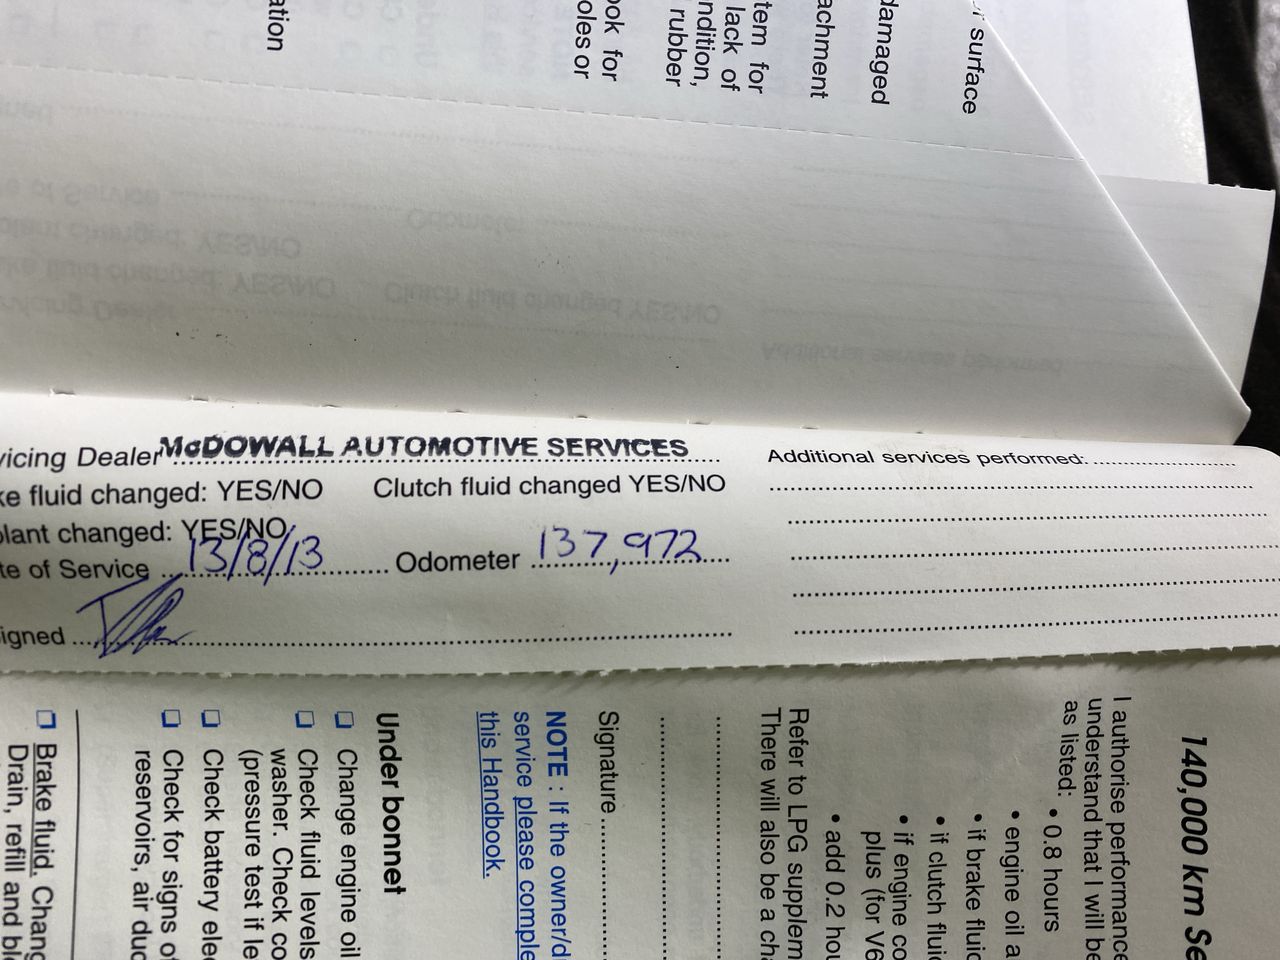 ation
ook for
oles or
tem for
lack of
ndition,
rubber
achment
damaged
surface
vicing Dealer McDOWALL AUTOMOTIVE SERVICES
ke fluid changed: YES/NO Clutch fluid changed YES/NO
olant changed: YES/NO
te of Service 13/8/13 Odometer 137,972
igned
Additional services performed:
140,000 km Se
I authorise performance
understand that I will be
as listed:
• 0.8 hours
• engine oil a
• if brake fluid
• if clutch fluid
• if engine co
plus (for V6
• add 0.2 hou
Refer to LPG supplem
There will also be a cha
Signature
NOTE : If the owner/d
service please comple
this Handbook.
Under bonnet
❑ Change engine oil
❑ Check fluid levels
washer. Check co
(pressure test if le
❑ Check battery elec
❑ Check for signs of
reservoirs, air duc
❑ Brake fluid. Chang
Drain, refill and ble